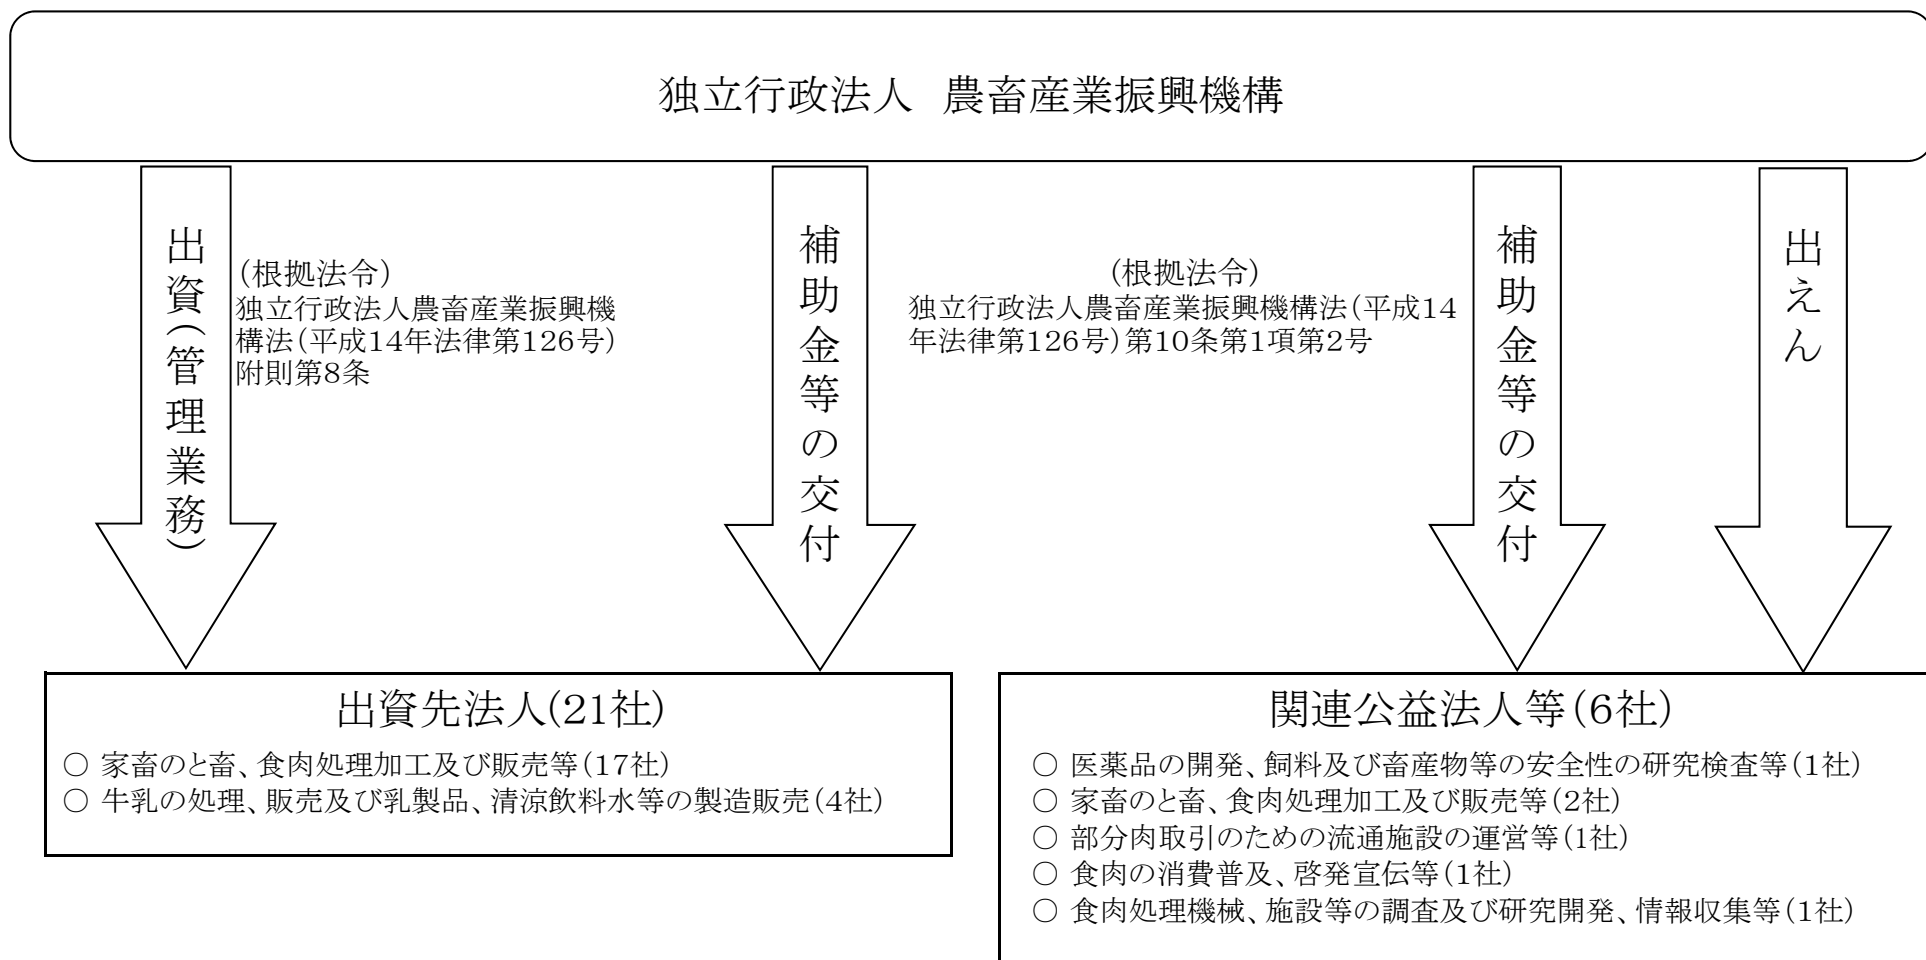 独立行政法人 農畜産業振興機構
出資(管理業務)
(根拠法令)
独立行政法人農畜産業振興機
構法(平成14年法律第126号)
附則第8条
補助金等の交付
(根拠法令)
独立行政法人農畜産業振興機構法(平成14
年法律第126号)第10条第1項第2号
補助金等の交付
出えん
出資先法人(21社)
○ 家畜のと畜、食肉処理加工及び販売等(17社)
○ 牛乳の処理、販売及び乳製品、清涼飲料水等の製造販売(4社)
関連公益法人等(6社)
○ 医薬品の開発、飼料及び畜産物等の安全性の研究検査等(1社)
○ 家畜のと畜、食肉処理加工及び販売等(2社)
○ 部分肉取引のための流通施設の運営等(1社)
○ 食肉の消費普及、啓発宣伝等(1社)
○ 食肉処理機械、施設等の調査及び研究開発、情報収集等(1社)